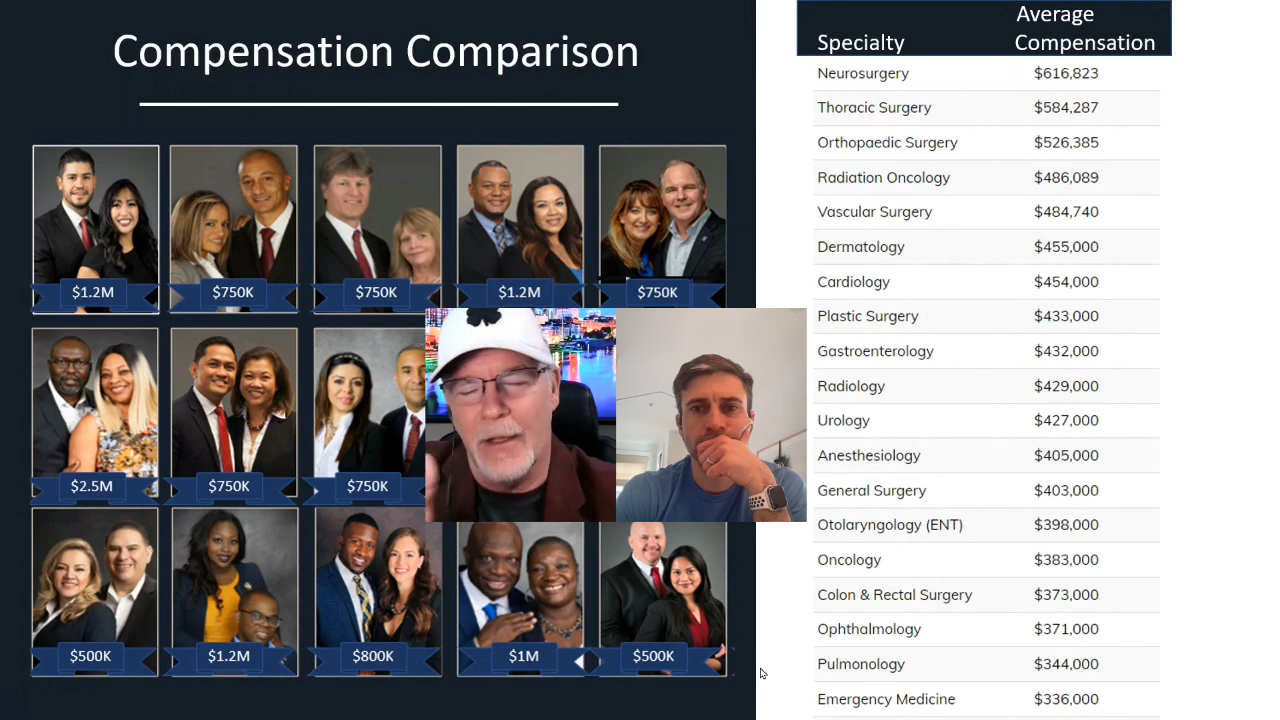 Compensation Comparison
$1.2M
$750K
$750K
$1.2M
$750K
$2.5M
$750K
$750K
$500K
$1.2M
$800K
$1M
$500K
Specialty Average Compensation
Neurosurgery $616,823
Thoracic Surgery $584,287
Orthopaedic Surgery $526,385
Radiation Oncology $486,089
Vascular Surgery $484,740
Dermatology $455,000
Cardiology $454,000
Plastic Surgery $433,000
Gastroenterology $432,000
Radiology $429,000
Urology $427,000
Anesthesiology $405,000
General Surgery $403,000
Otolaryngology (ENT) $398,000
Oncology $383,000
Colon & Rectal Surgery $373,000
Ophthalmology $371,000
Pulmonology $344,000
Emergency Medicine $336,000